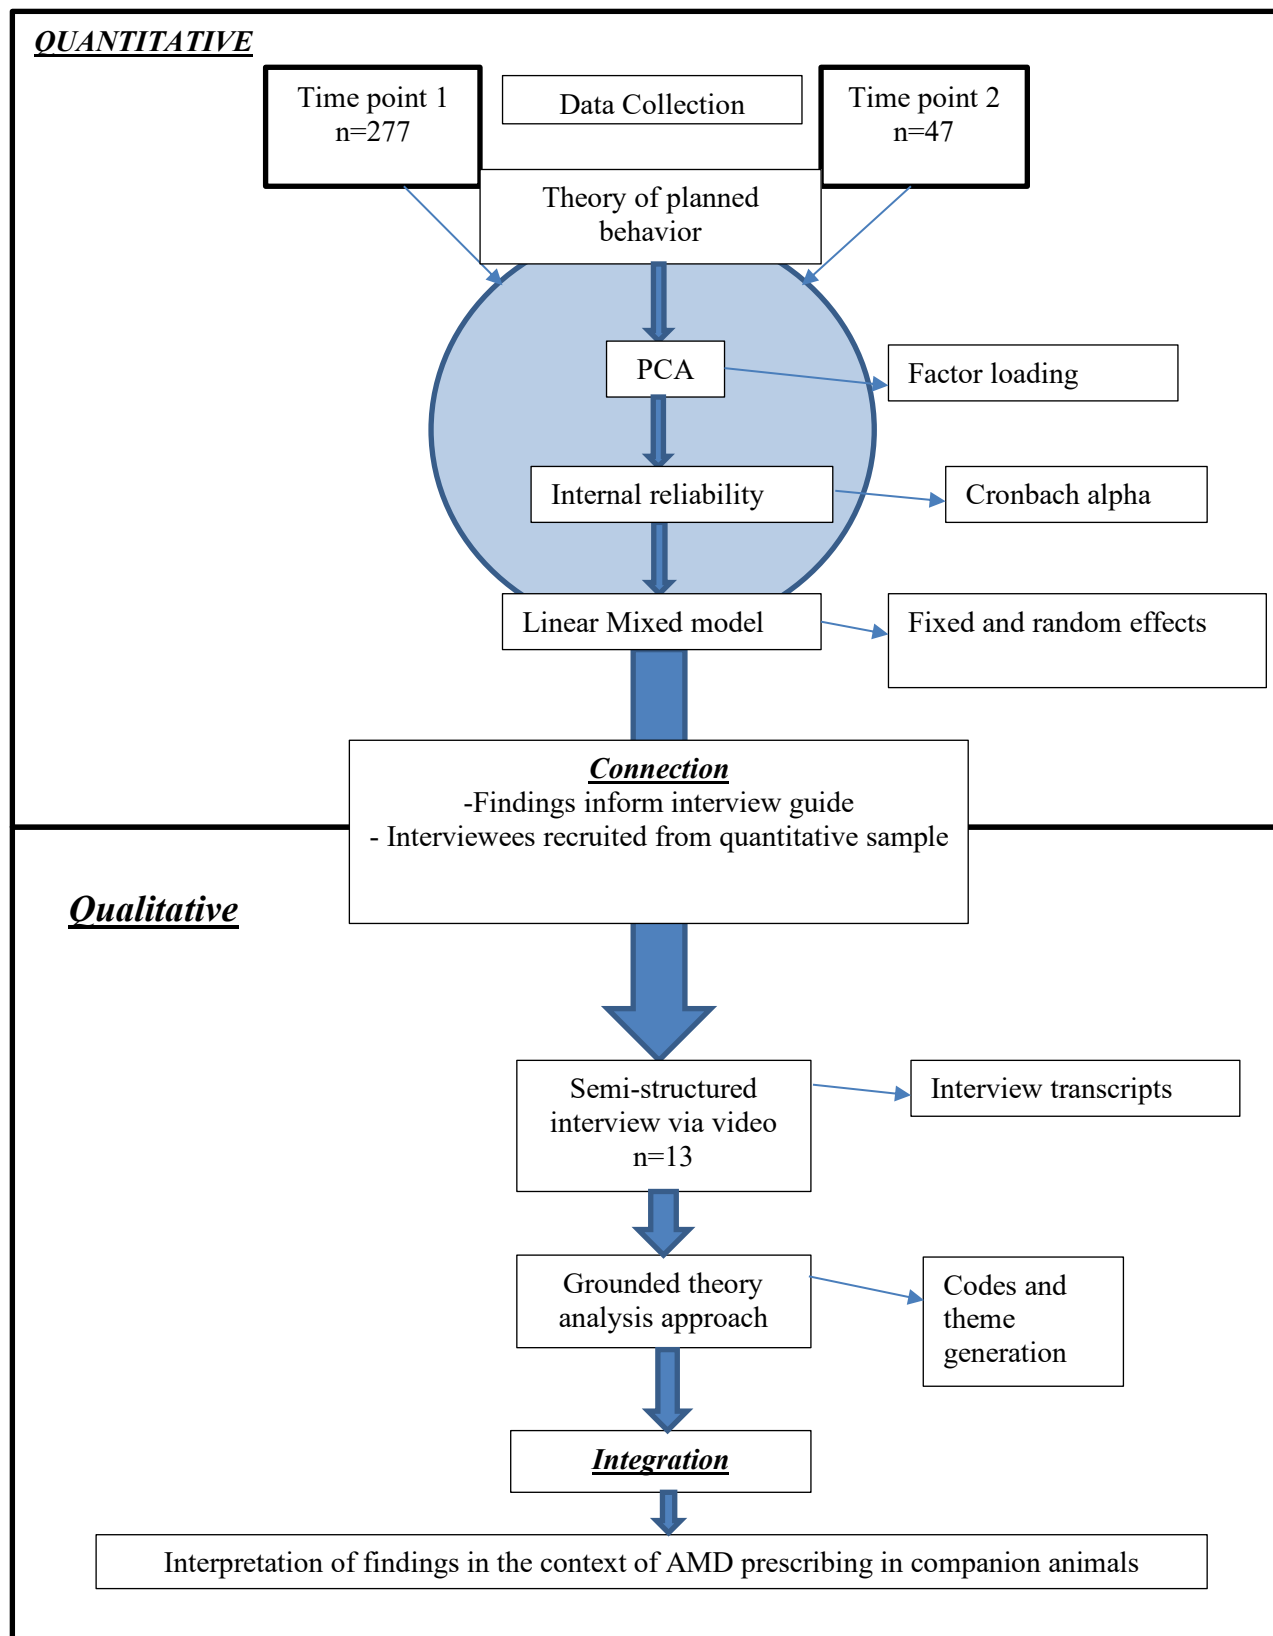 QUANTITATIVE
Time point 1
n=277
Data Collection
Time point 2
n=47
Theory of planned
behavior
PCA
Factor loading
Internal reliability
Cronbach alpha
Linear Mixed model
Fixed and random effects
Connection
-Findings inform interview guide
- Interviewees recruited from quantitative sample
Qualitative
Semi-structured
interview via video
n=13
Interview transcripts
Grounded theory
analysis approach
Codes and
theme
generation
Integration
Interpretation of findings in the context of AMD prescribing in companion animals